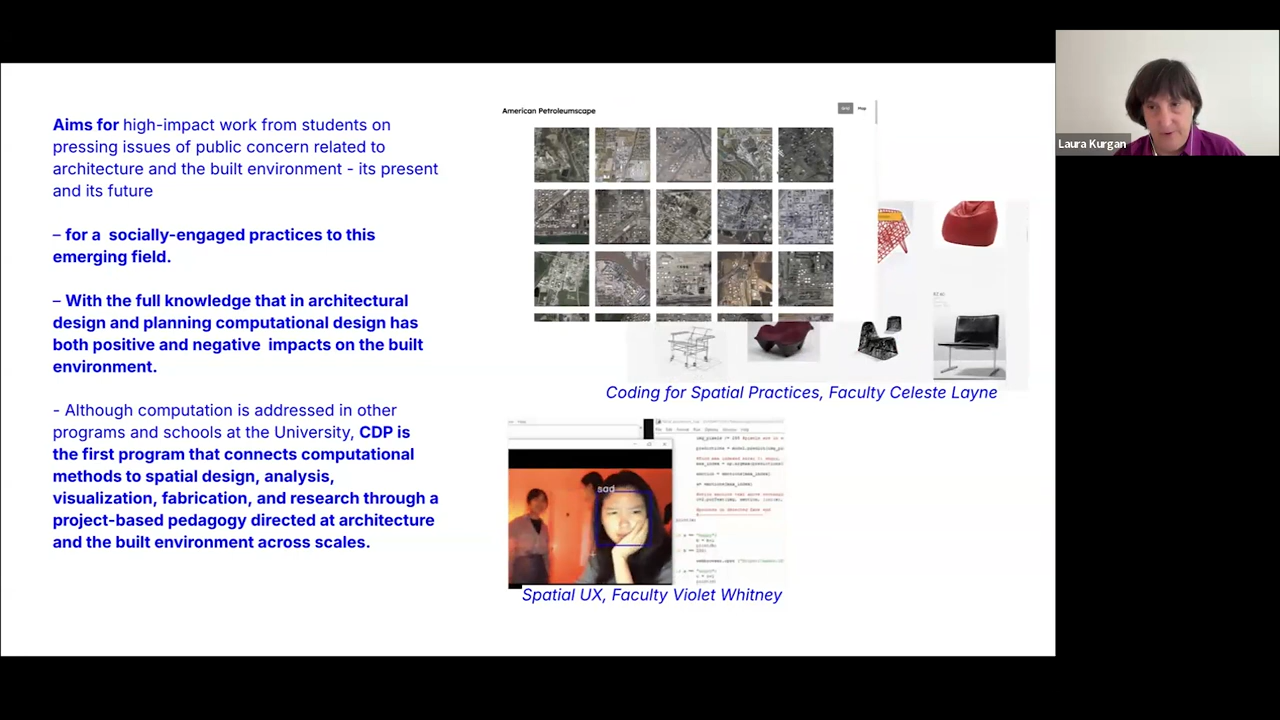 Aims for high-impact work from students on
pressing issues of public concern related to
architecture and the built environment - its present
and its future
– for a  socially-engaged practices to this
emerging field.
– With the full knowledge that in architectural
design and planning computational design has
both positive and negative  impacts on the built
environment.
- Although computation is addressed in other
programs and schools at the University, CDP is
the first program that connects computational
methods to spatial design, analysis,
visualization, fabrication, and research through a
project-based pedagogy directed at architecture
and the built environment across scales.
American Petroleumscape
Map
Coding for Spatial Practices, Faculty Celeste Layne
sad
Spatial UX, Faculty Violet Whitney
Laura Kurgan